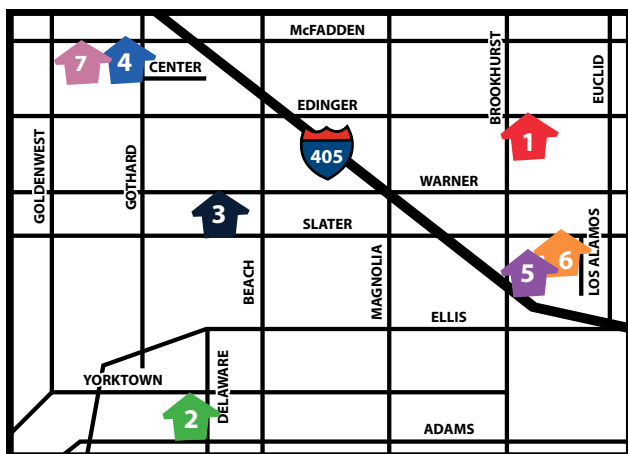 McFADDEN
7
4
CENTER
BROOKHURST
EUCLID
EDINGER
1
405
GOLDENWEST
GOTHARD
WARNER
3
SLATER
LOS ALAMOS
6
5
BEACH
MAGNOLIA
ELLIS
YORKTOWN
DELAWARE
2
ADAMS